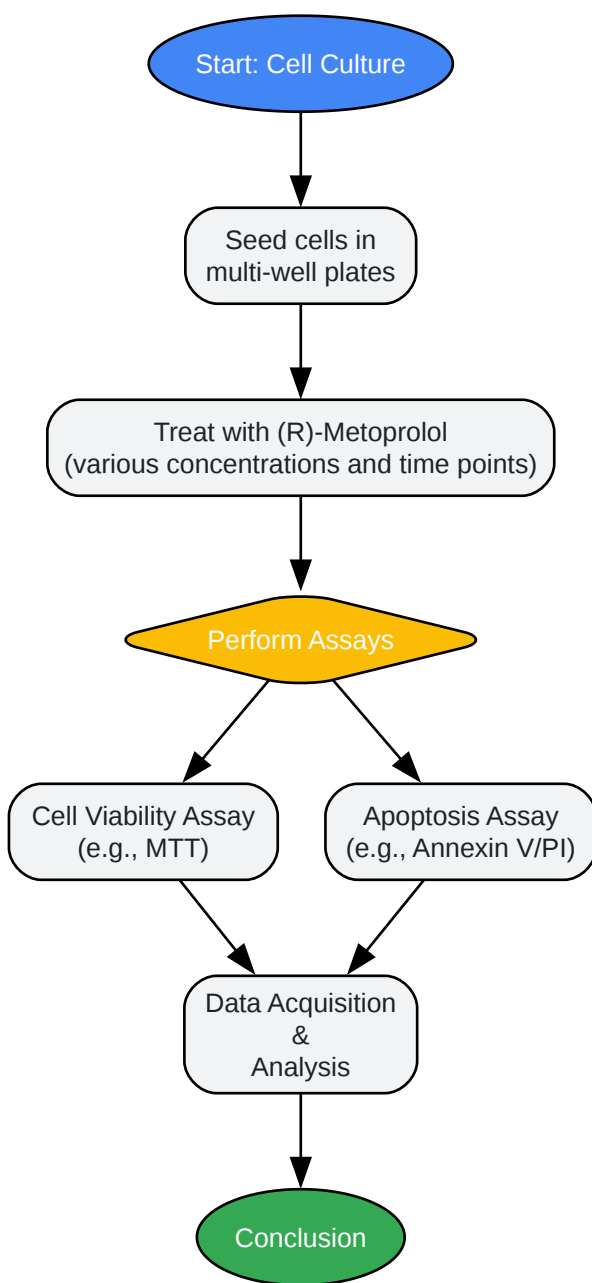 Start: Cell Culture
Seed cells in
multi-well plates
Treat with (R)-Metoprolol
(various concentrations and time points)
Perform Assays
Cell Viability Assay
(e.g., MTT)
Apoptosis Assay
(e.g., Annexin V/PI)
Data Acquisition
&
Analysis
Conclusion